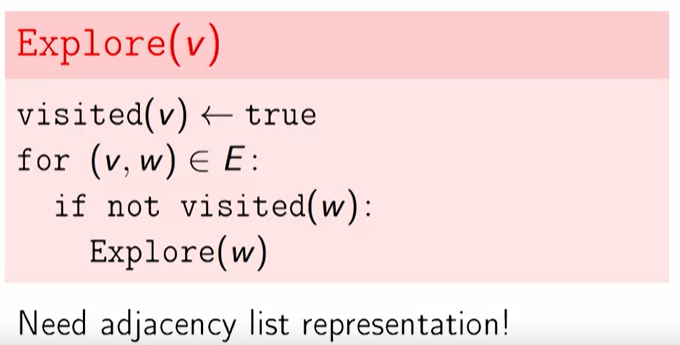 Explore(v)
visited(v) ← true
for (v, w) ∈ E:
if not visited(w):
Explore(w)
Need adjacency list representation!